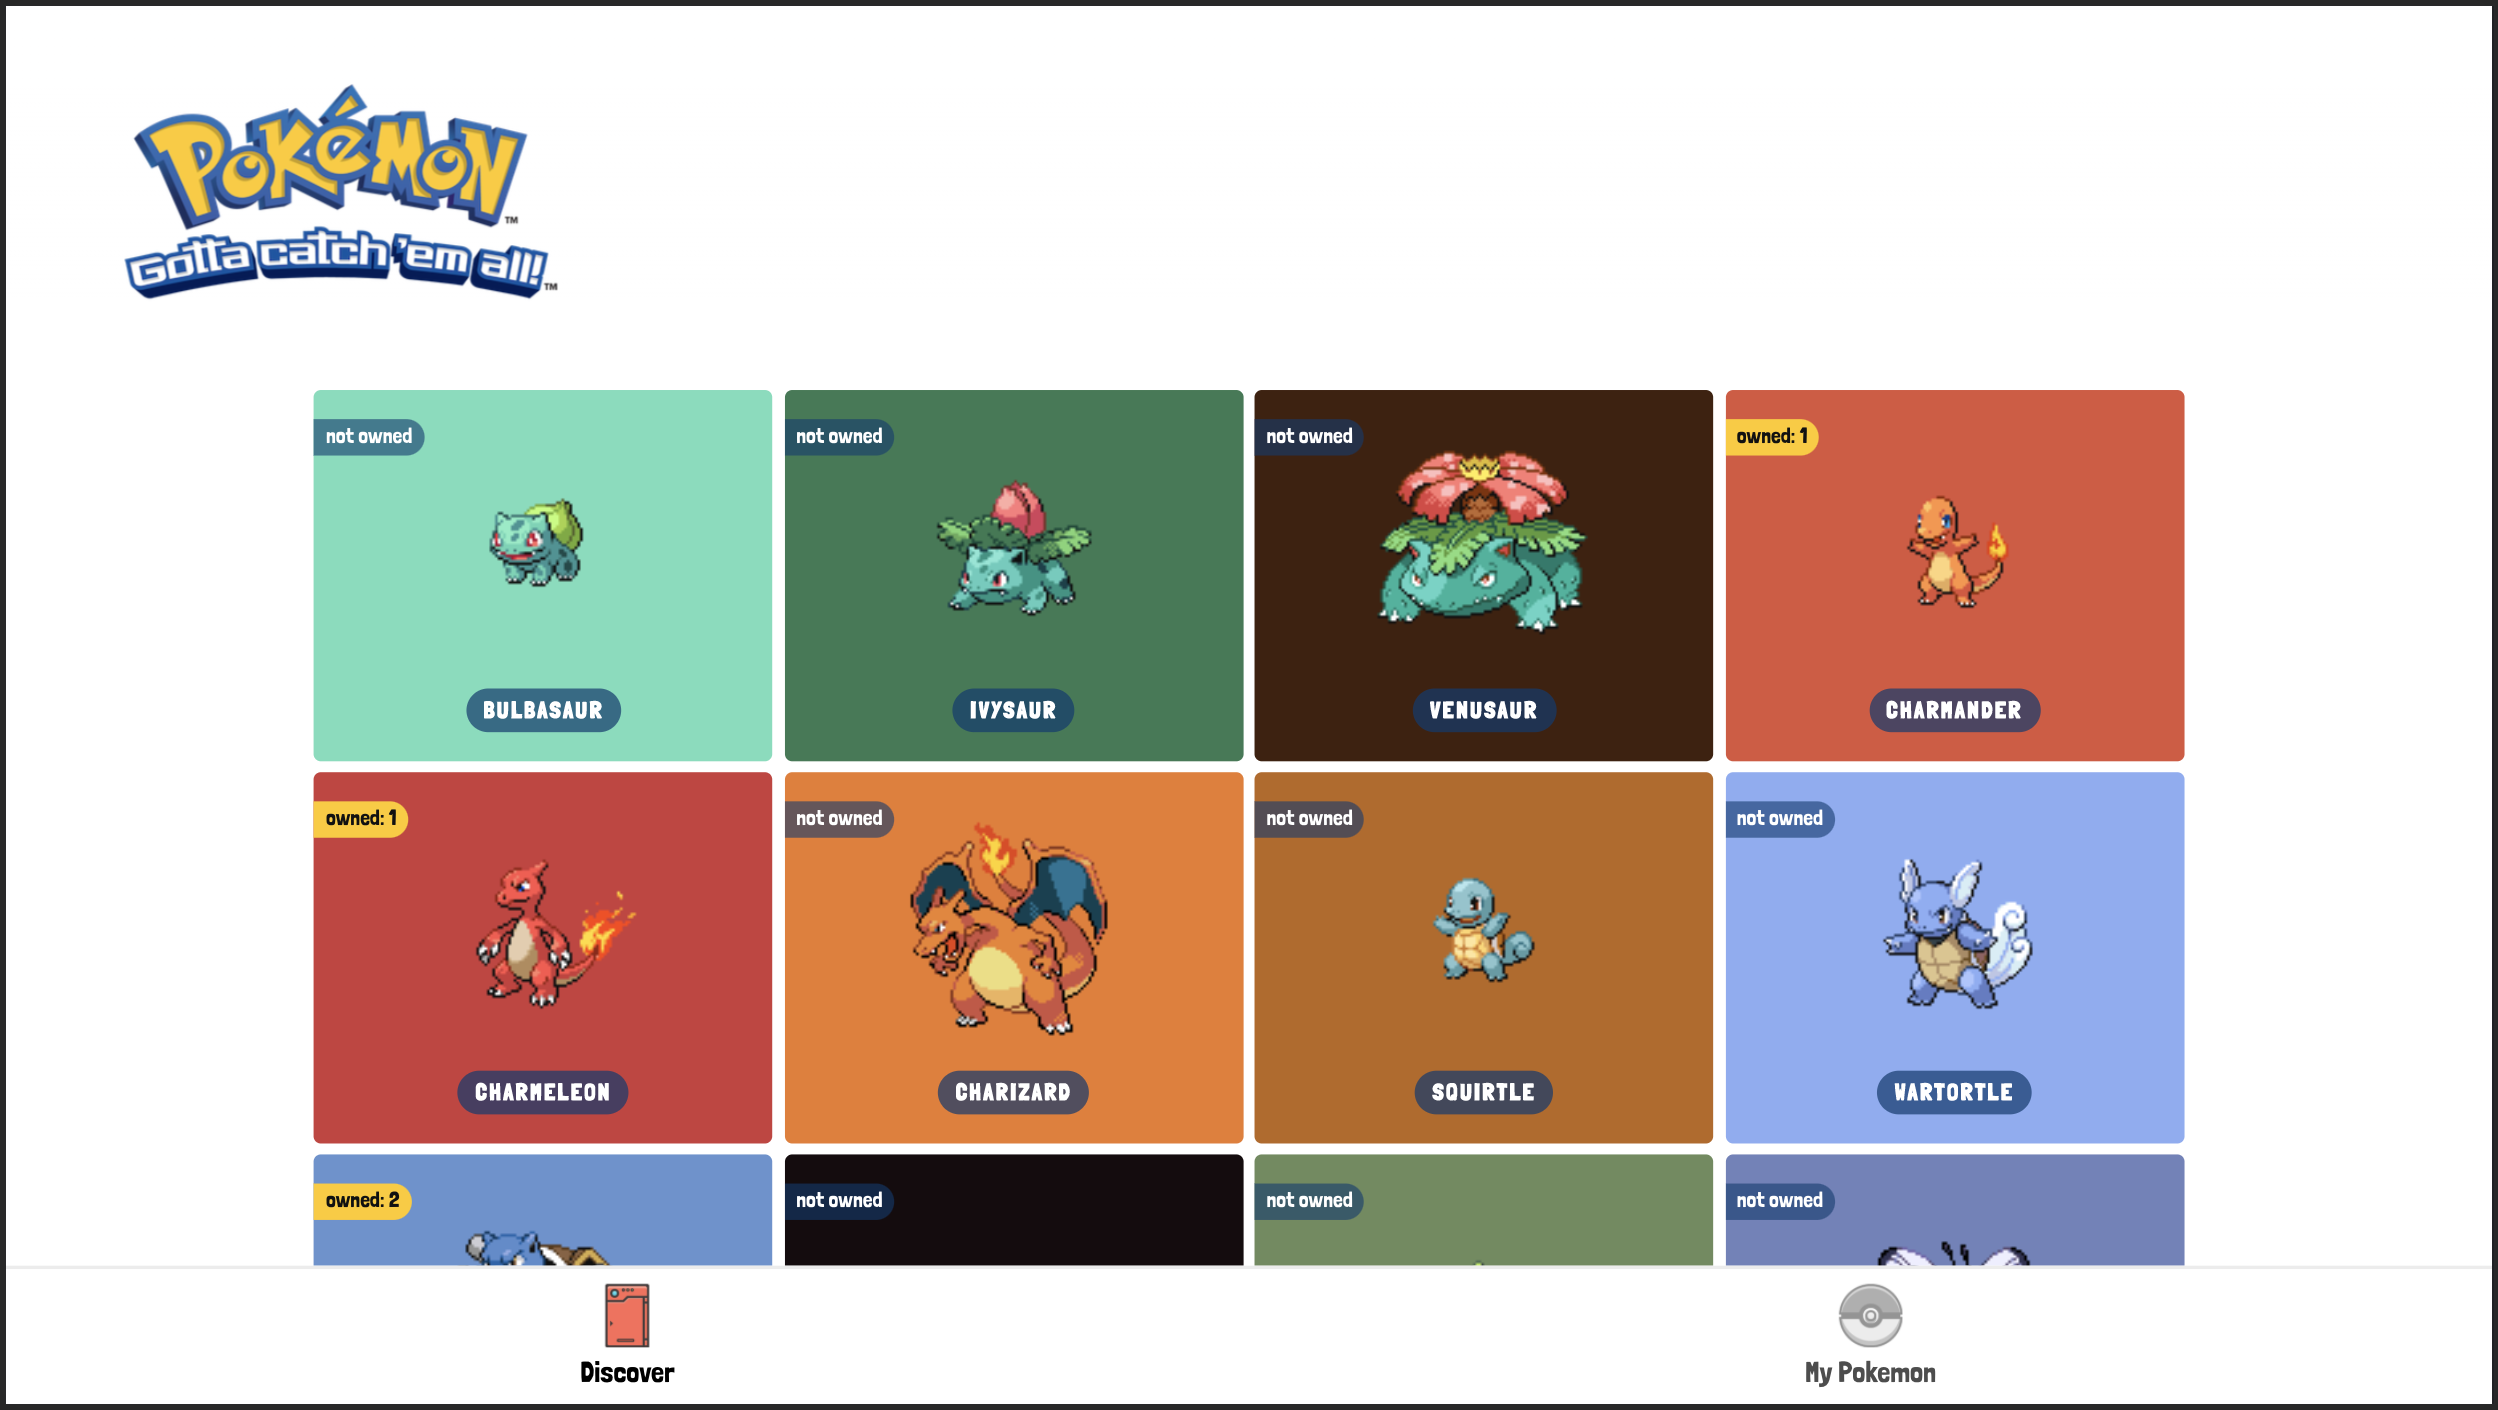 Pokémon
TM
Gotta catch 'em all!
TM
not owned
not owned
not owned
owned: 1
BULBASAUR
IVYSAUR
VENUSAUR
CHARMANDER
owned: 1
not owned
not owned
not owned
CHARMELEON
CHARIZARD
SQUIRTLE
WARTORTLE
owned: 2
not owned
not owned
not owned
Discover
My Pokemon